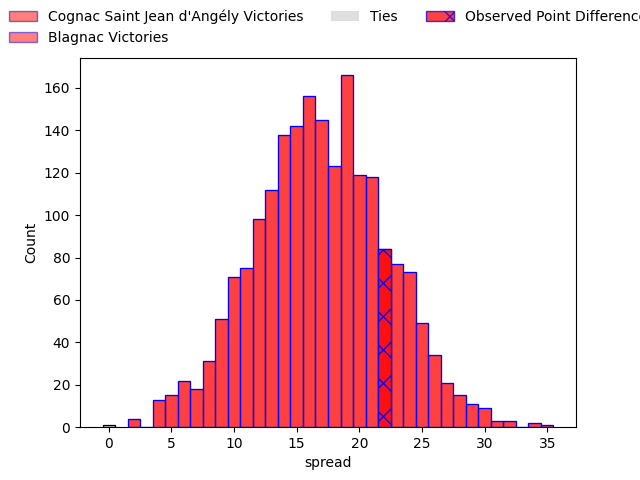 Cognac Saint Jean d'Angély Victories
Ties
Observed Point Difference
Blagnac Victories
160
140
120
100
80
60
40
20
0
Count
0 5 10 15 20 25 30 35
spread